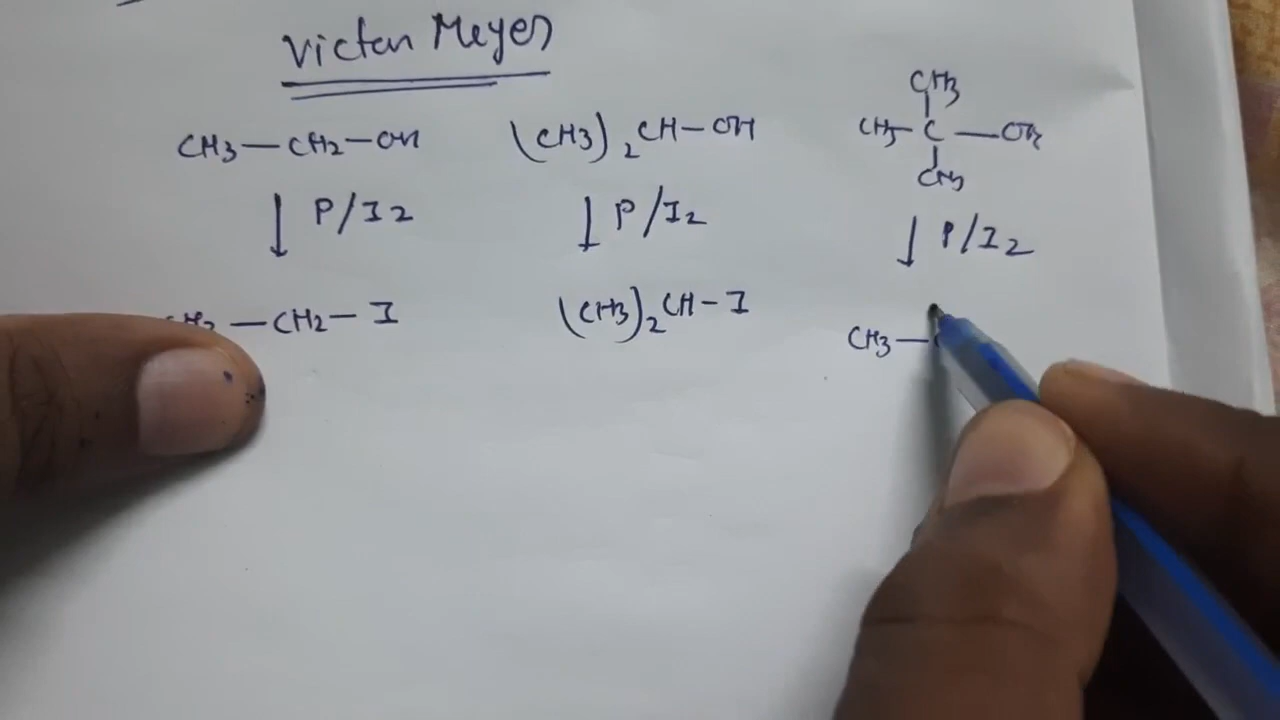 Victor Meyer
CH3—CH2—OH (CH3)2CH—OH CH3—C—OH
CH3
CH3
P/I2 P/I2 P/I2
—CH2—I (CH3)2CH—I CH3—